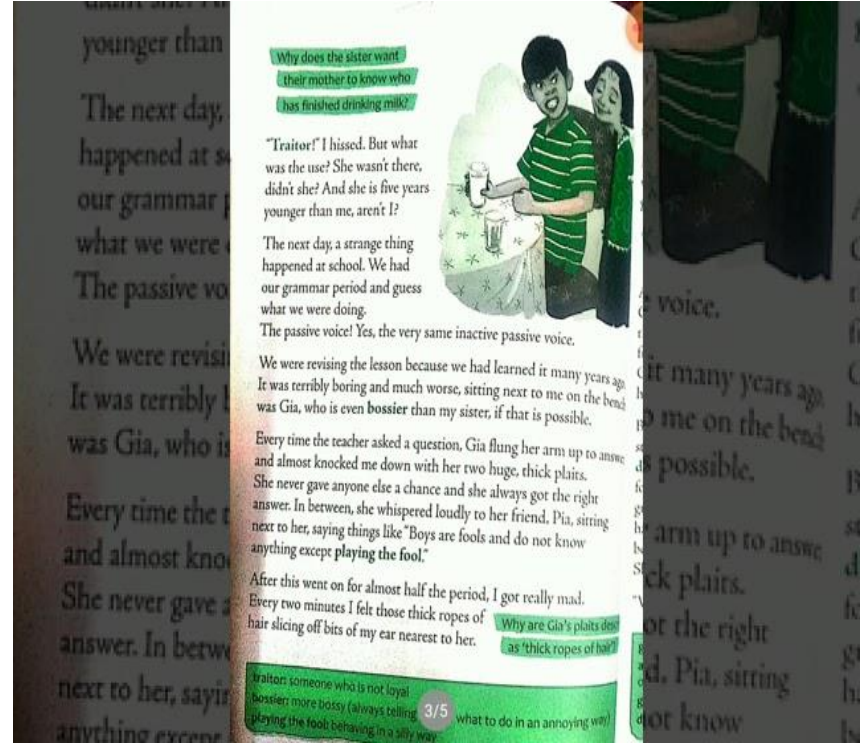 Why does the sister want
their mother to know who
has finished drinking milk?
"Traitor!" I hissed. But what
was the use? She wasn't there,
didn't she? And she is five years
younger than me, aren't I?
The next day, a strange thing
happened at school. We had
our grammar period and guess
what we were doing.
The passive voice! Yes, the very same inactive passive voice.
We were revising the lesson because we had learned it many years ago.
It was terribly boring and much worse, sitting next to me on the bench
was Gia, who is even bossier than my sister, if that is possible.
Every time the teacher asked a question, Gia flung her arm up to answe
and almost knocked me down with her two huge, thick plaits.
She never gave anyone else a chance and she always got the right
answer. In between, she whispered loudly to her friend, Pia, sitting
next to her, saying things like "Boys are fools and do not know
anything except playing the fool."
After this went on for almost half the period, I got really mad.
Every two minutes I felt those thick ropes of
hair slicing off bits of my ear nearest to her.
Why are Gia's plaits des
as 'thick ropes of hair'?
traitor: someone who is not loyal
bossier: more bossy (always telling what to do in an annoying way)
playing the fool: behaving in a silly way
3/5